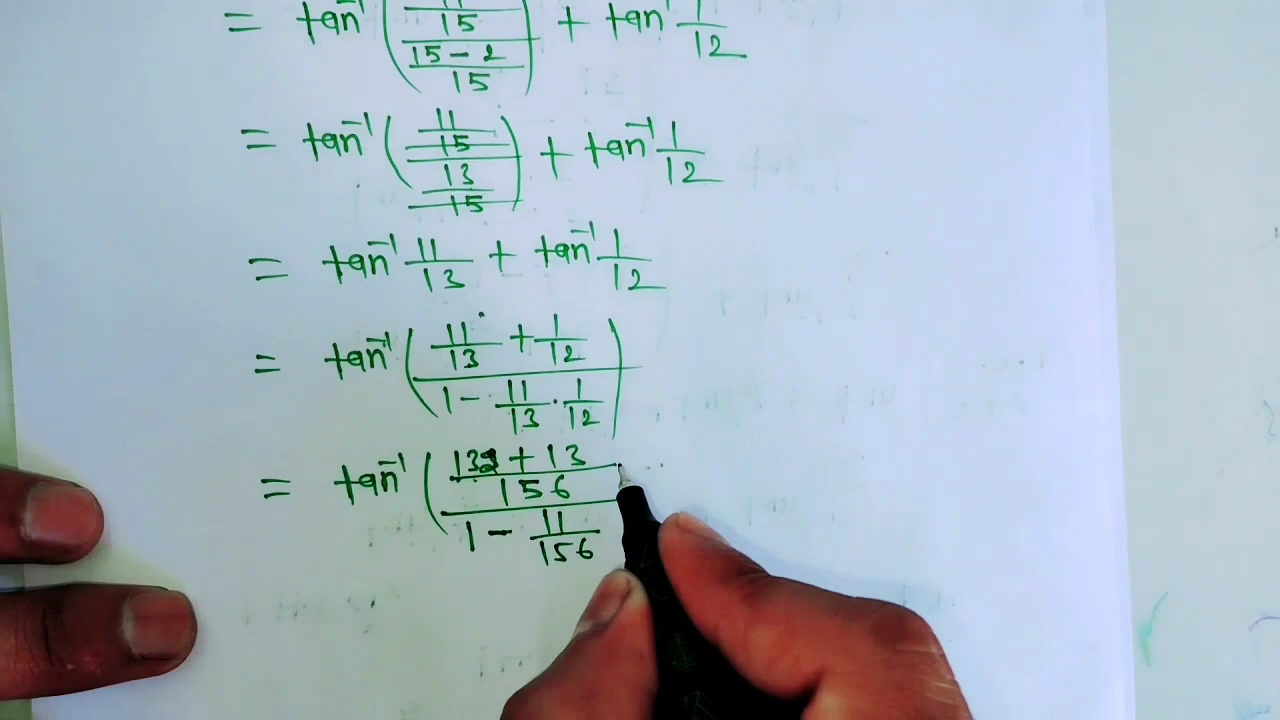 = tan⁻¹ ((11/15)/((15-2)/15)) + tan⁻¹ 1/12
= tan⁻¹ ((11/15)/(13/15)) + tan⁻¹ 1/12
= tan⁻¹ 11/13 + tan⁻¹ 1/12
= tan⁻¹ ((11/13 + 1/12)/(1 - 11/13 · 1/12))
= tan⁻¹ (((132 + 13)/156)/(1 - 11/156)